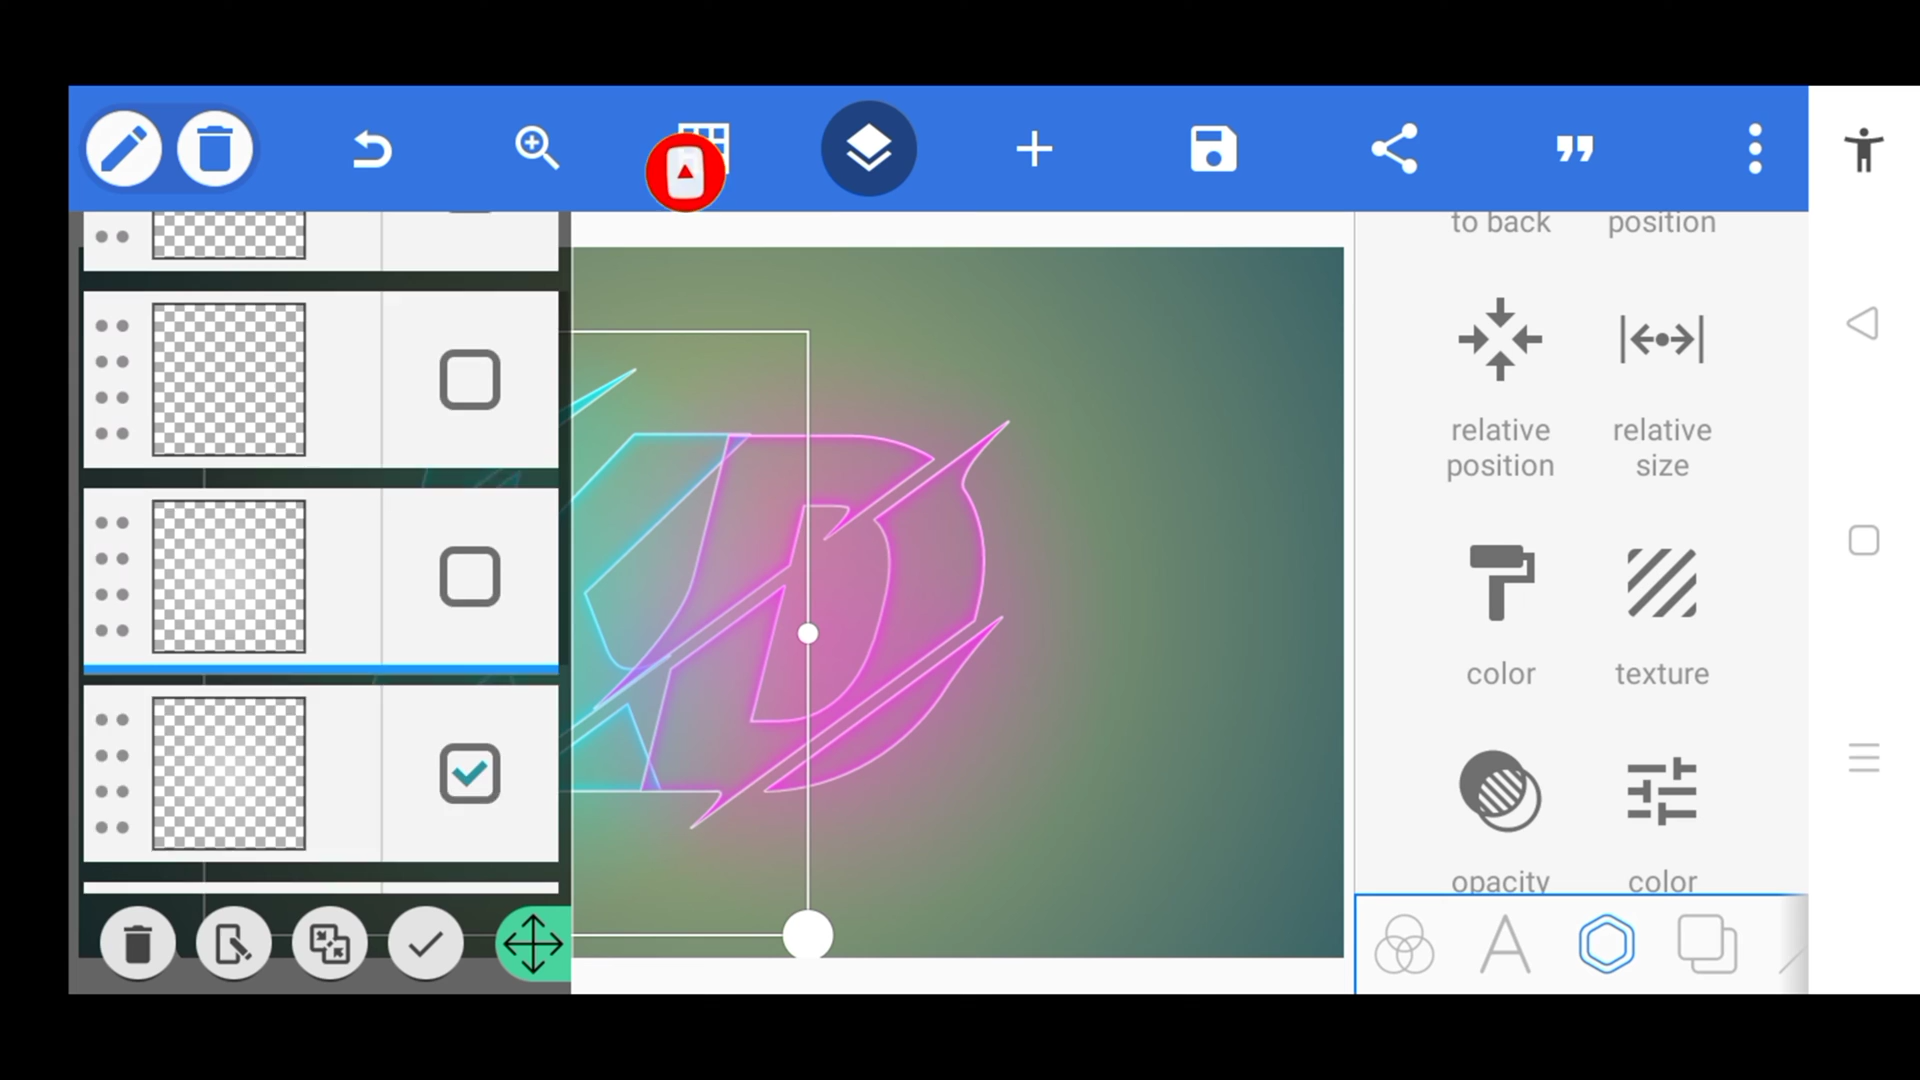 to back
position
relative
position
relative
size
color
texture
opacity
color
D